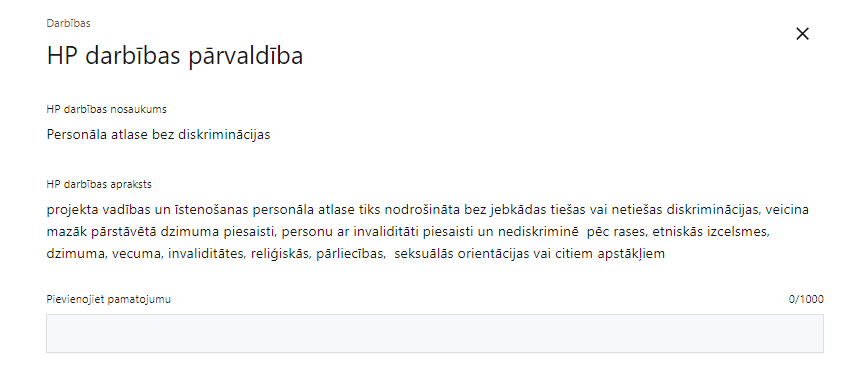 Darbības
HP darbības pārvaldība
HP darbības nosaukums
Personāla atlase bez diskriminācijas
HP darbības apraksts
projekta vadības un īstenošanas personāla atlase tiks nodrošināta bez jebkādas tiešas vai netiešas diskriminācijas, veicina
mazāk pārstāvētā dzimuma piesaisti, personu ar invaliditāti piesaisti un nediskriminē  pēc rases, etniskās izcelsmes,
dzimuma, vecuma, invaliditātes, reliģiskās, pārliecības,  seksuālās orientācijas vai citiem apstākļiem
Pievienojiet pamatojumu 0/1000